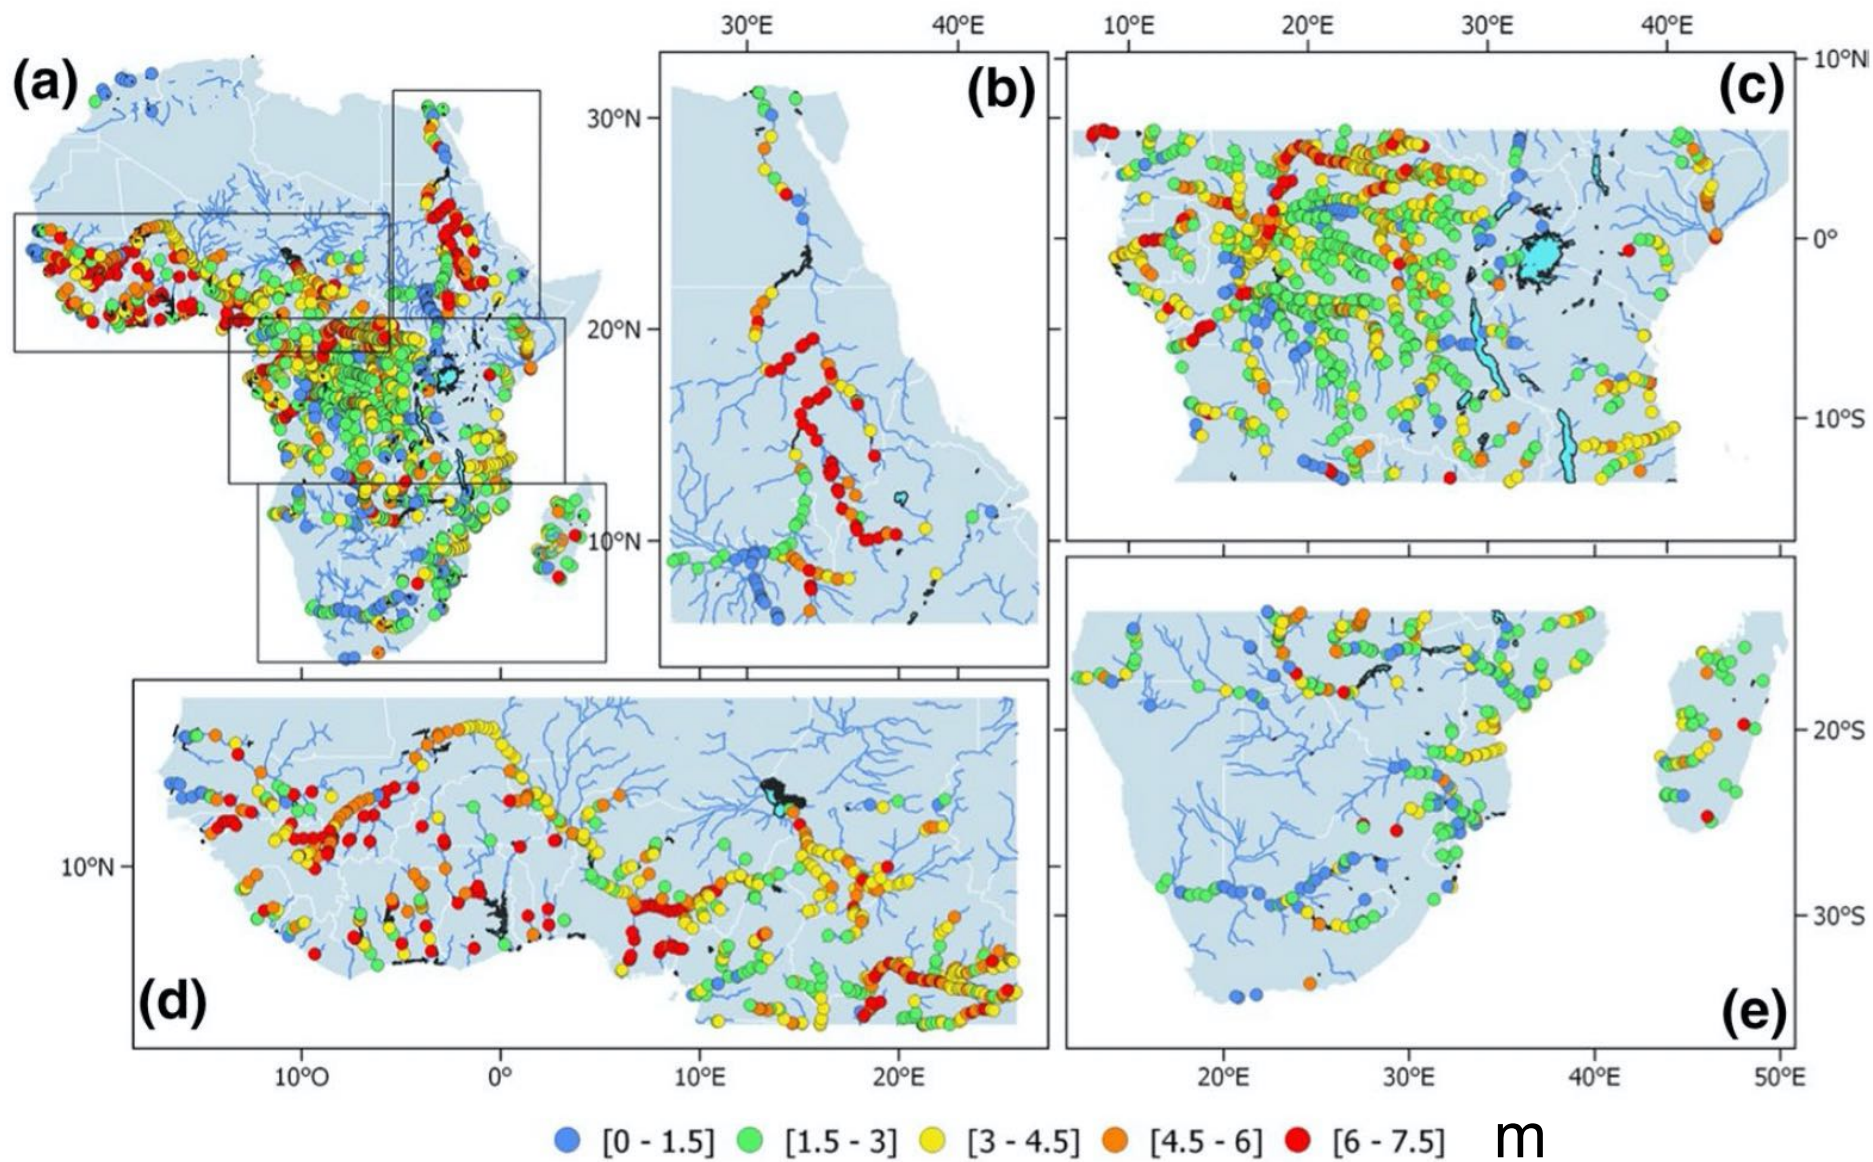 30°E 40°E 10°E 20°E 30°E 40°E
(a) (b) (c) 10°N
30°N
0°
20°N
10°S
10°N
20°S
10°N
30°S
(d) (e)
10°O 0° 10°E 20°E 20°E 30°E 40°E 50°E
[0 - 1.5] [1.5 - 3] [3 - 4.5] [4.5 - 6] [6 - 7.5] m